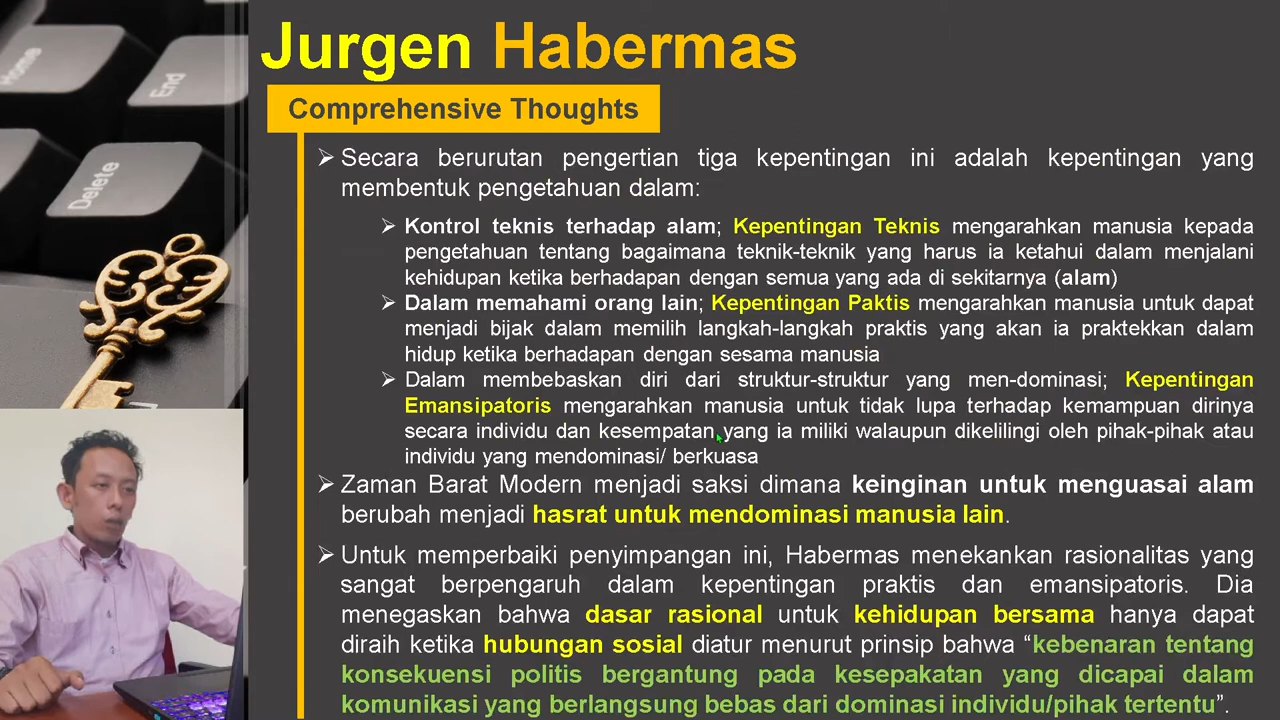 Home
End
Delete
Jurgen Habermas
Comprehensive Thoughts
Secara berurutan pengertian tiga kepentingan ini adalah kepentingan yang
membentuk pengetahuan dalam:
Kontrol teknis terhadap alam; Kepentingan Teknis mengarahkan manusia kepada
pengetahuan tentang bagaimana teknik-teknik yang harus ia ketahui dalam menjalani
kehidupan ketika berhadapan dengan semua yang ada di sekitarnya (alam)
Dalam memahami orang lain; Kepentingan Paktis mengarahkan manusia untuk dapat
menjadi bijak dalam memilih langkah-langkah praktis yang akan ia praktekkan dalam
hidup ketika berhadapan dengan sesama manusia
Dalam membebaskan diri dari struktur-struktur yang men-dominasi; Kepentingan
Emansipatoris mengarahkan manusia untuk tidak lupa terhadap kemampuan dirinya
secara individu dan kesempatan yang ia miliki walaupun dikelilingi oleh pihak-pihak atau
individu yang mendominasi/ berkuasa
Zaman Barat Modern menjadi saksi dimana keinginan untuk menguasai alam
berubah menjadi hasrat untuk mendominasi manusia lain.
Untuk memperbaiki penyimpangan ini, Habermas menekankan rasionalitas yang
sangat berpengaruh dalam kepentingan praktis dan emansipatoris. Dia
menegaskan bahwa dasar rasional untuk kehidupan bersama hanya dapat
diraih ketika hubungan sosial diatur menurut prinsip bahwa “kebenaran tentang
konsekuensi politis bergantung pada kesepakatan yang dicapai dalam
komunikasi yang berlangsung bebas dari dominasi individu/pihak tertentu”.